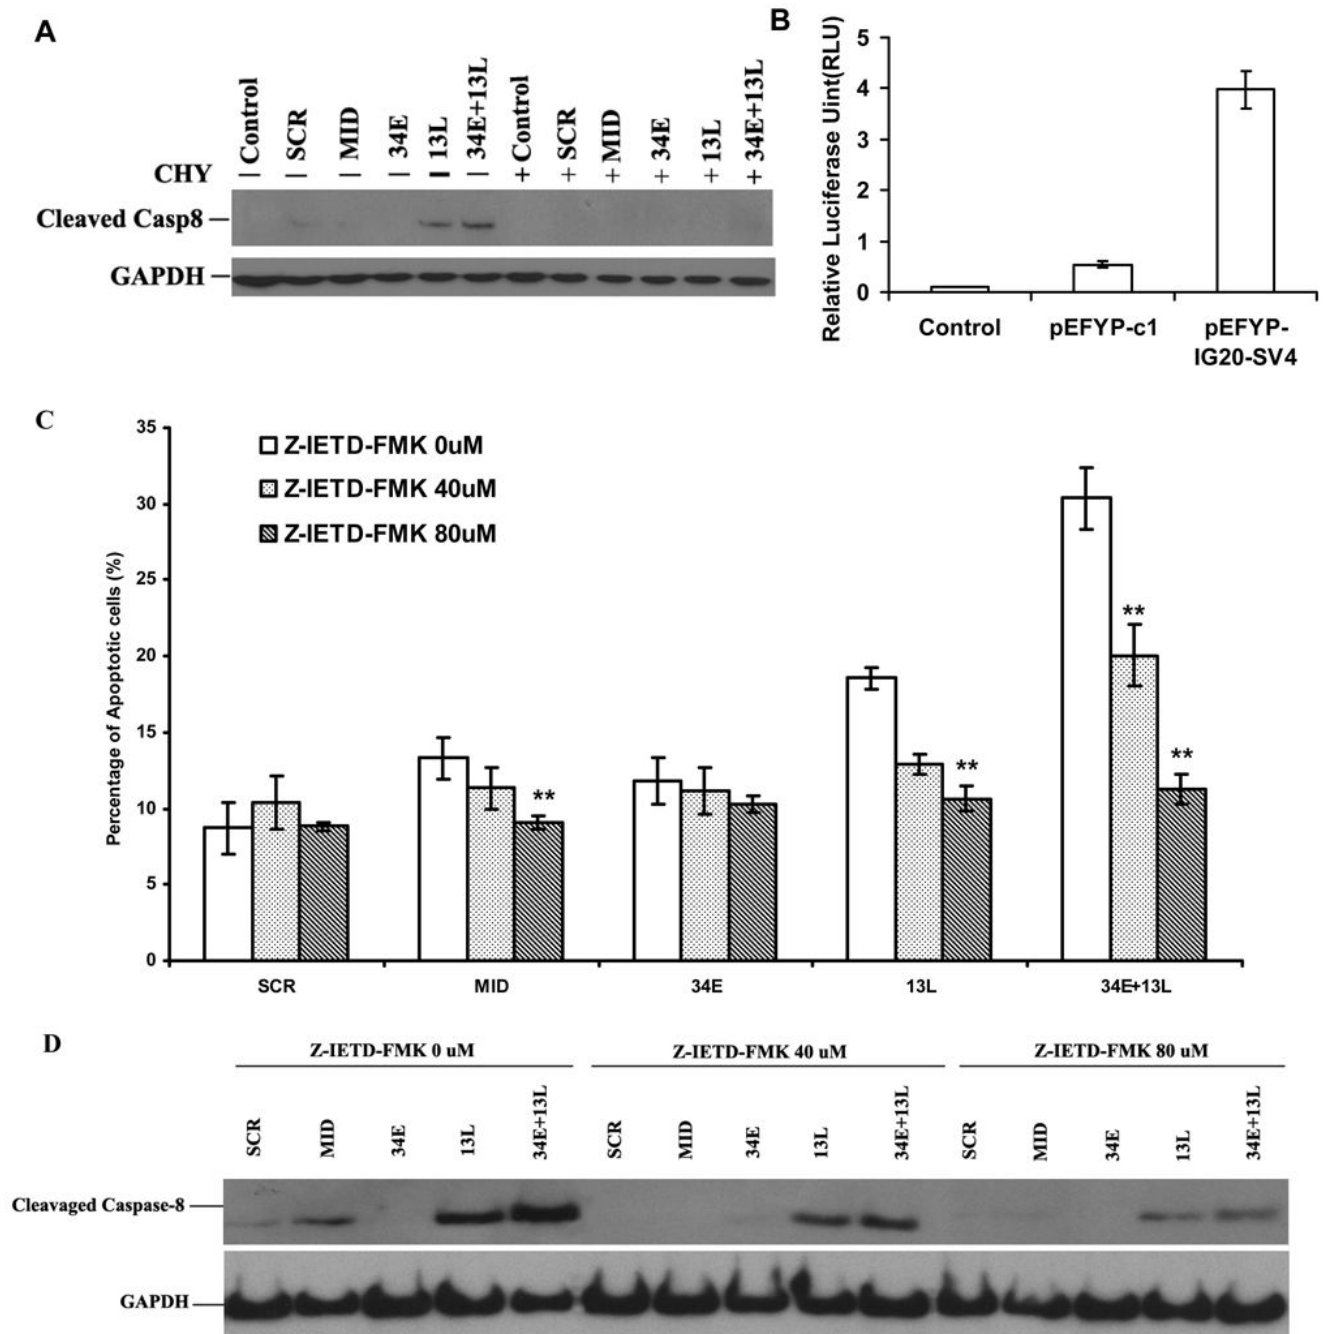 A
Control
SCR
MID
34E
13L
34E+13L
Control
SCR
MID
34E
13L
34E+13L
CHY – – – – – – + + + + + +
Cleaved Casp8
GAPDH
B
Relative Luciferase Uint(RLU)
5
4
3
2
1
0
Control pEFYP-c1 pEFYP-
IG20-SV4
C
Percentage of Apoptotic cells (%)
35
30
25
20
15
10
5
0
Z-IETD-FMK 0uM
Z-IETD-FMK 40uM
Z-IETD-FMK 80uM
**
**
**
**
SCR MID 34E 13L 34E+13L
D
Z-IETD-FMK 0 uM Z-IETD-FMK 40 uM Z-IETD-FMK 80 uM
SCR
MID
34E
13L
34E+13L
SCR
MID
34E
13L
34E+13L
SCR
MID
34E
13L
34E+13L
Cleavaged Caspase-8
GAPDH